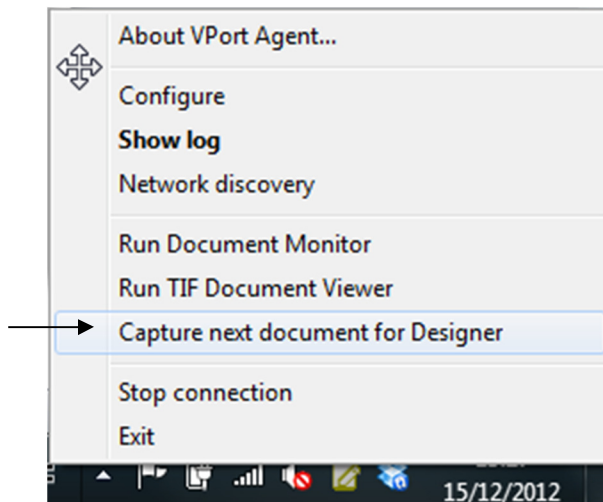 About VPort Agent...
Configure
Show log
Network discovery
Run Document Monitor
Run TIF Document Viewer
Capture next document for Designer
Stop connection
Exit
15/12/2012